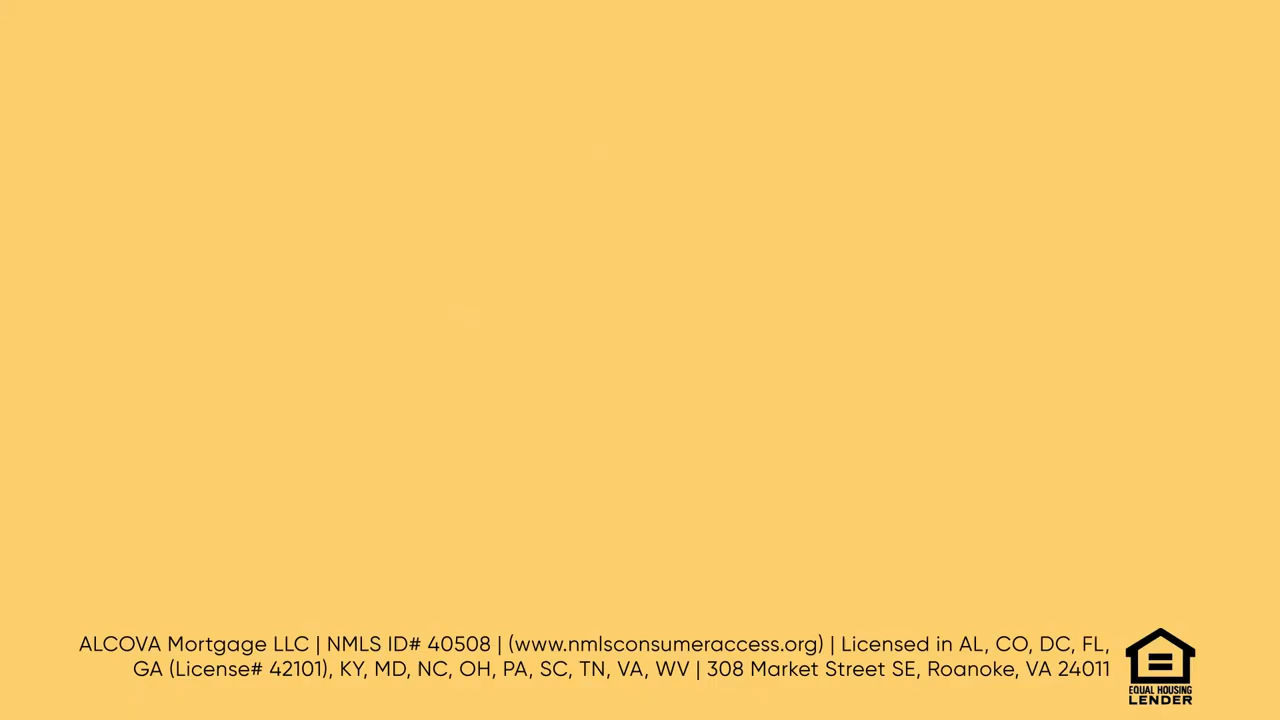 ALCOVA Mortgage LLC | NMLS ID# 40508 | (www.nmlsconsumeraccess.org) | Licensed in AL, CO, DC, FL,
GA (License# 42101), KY, MD, NC, OH, PA, SC, TN, VA, WV | 308 Market Street SE, Roanoke, VA 24011
EQUAL HOUSING
LENDER